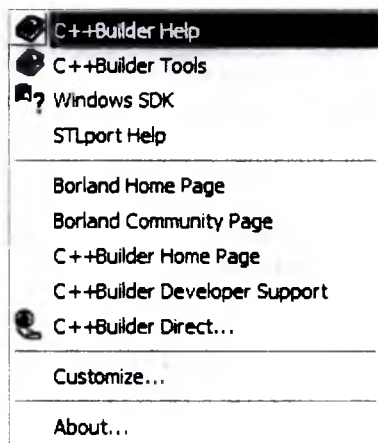 C++Builder Help
C++Builder Tools
Windows SDK
STLport Help
Borland Home Page
Borland Community Page
C++Builder Home Page
C++Builder Developer Support
C++Builder Direct...
Customize...
About...